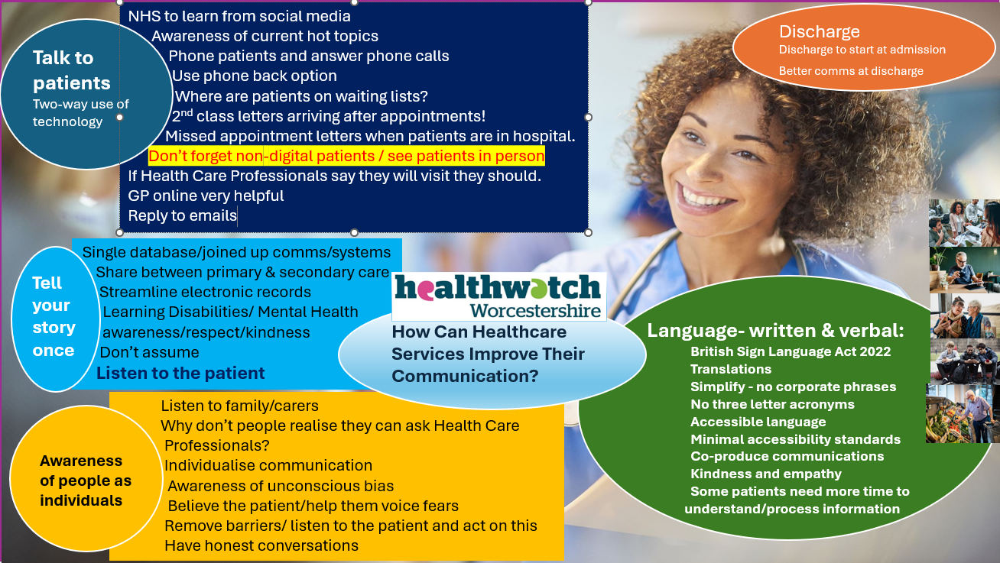 Talk to
patients
Two-way use of
technology
NHS to learn from social media
Awareness of current hot topics
Phone patients and answer phone calls
Use phone back option
Where are patients on waiting lists?
2nd class letters arriving after appointments!
Missed appointment letters when patients are in hospital.
Don't forget non-digital patients / see patients in person
If Health Care Professionals say they will visit they should.
GP online very helpful
Reply to emails
Discharge
Discharge to start at admission
Better comms at discharge
Tell
your
story
once
Single database/joined up comms/systems
Share between primary & secondary care
Streamline electronic records
Learning Disabilities/ Mental Health
awareness/respect/kindness
Don't assume
Listen to the patient
healthwatch
Worcestershire
How Can Healthcare
Services Improve Their
Communication?
Language- written & verbal:
British Sign Language Act 2022
Translations
Simplify - no corporate phrases
No three letter acronyms
Accessible language
Minimal accessibility standards
Co-produce communications
Kindness and empathy
Some patients need more time to
understand/process information
Awareness
of people as
individuals
Listen to family/carers
Why don't people realise they can ask Health Care
Professionals?
Individualise communication
Awareness of unconscious bias
Believe the patient/help them voice fears
Remove barriers/ listen to the patient and act on this
Have honest conversations